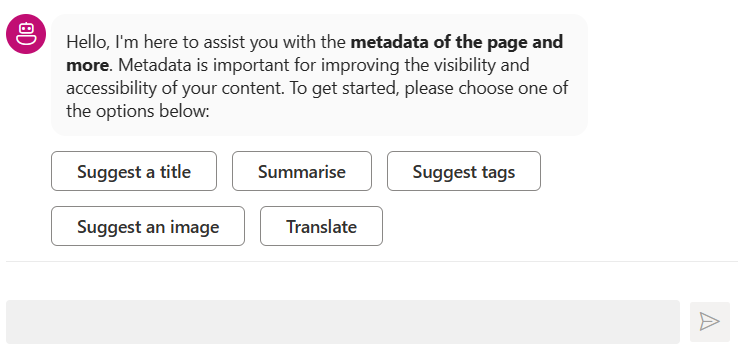 Hello, I'm here to assist you with the metadata of the page and
more. Metadata is important for improving the visibility and
accessibility of your content. To get started, please choose one of
the options below:
Suggest a title
Summarise
Suggest tags
Suggest an image
Translate